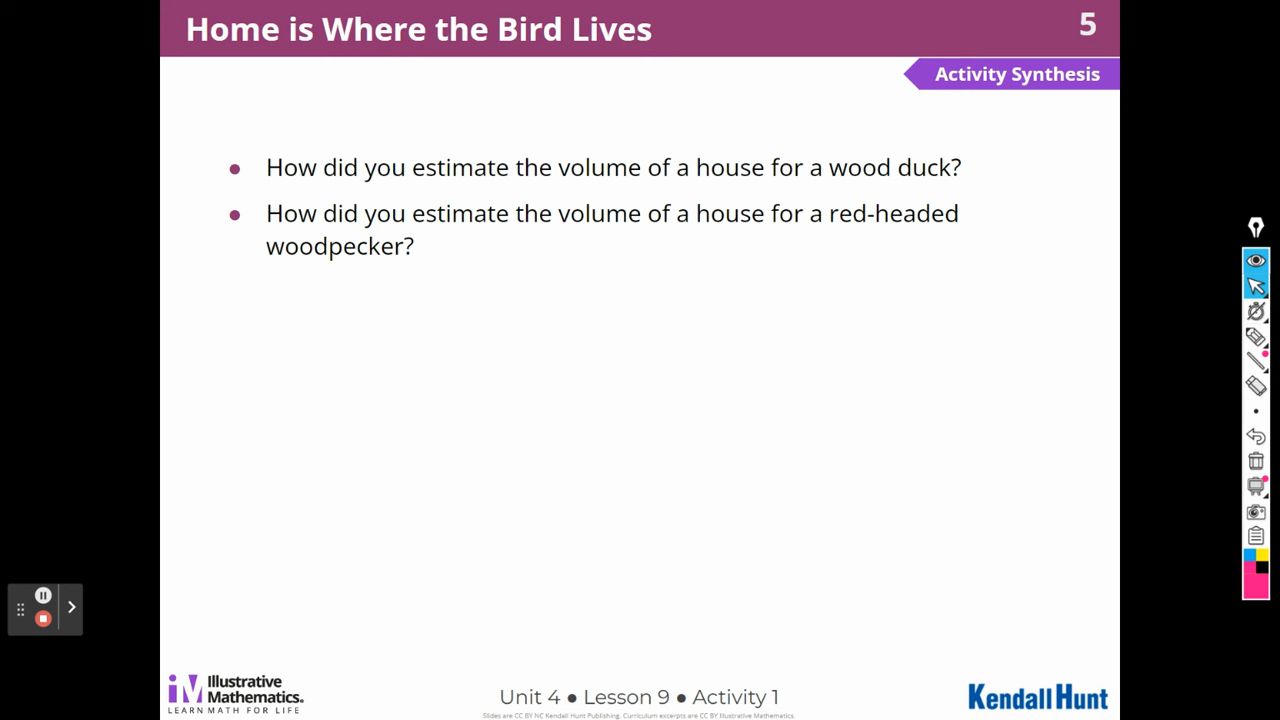 Home is Where the Bird Lives
5
Activity Synthesis
How did you estimate the volume of a house for a wood duck?
How did you estimate the volume of a house for a red-headed
woodpecker?
Illustrative
Mathematics.
LEARN MATH FOR LIFE
Unit 4 ● Lesson 9 ● Activity 1
Slides are CC BY NC Kendall Hunt Publishing. Curriculum excerpts are CC BY Illustrative Mathematics.
Kendall Hunt